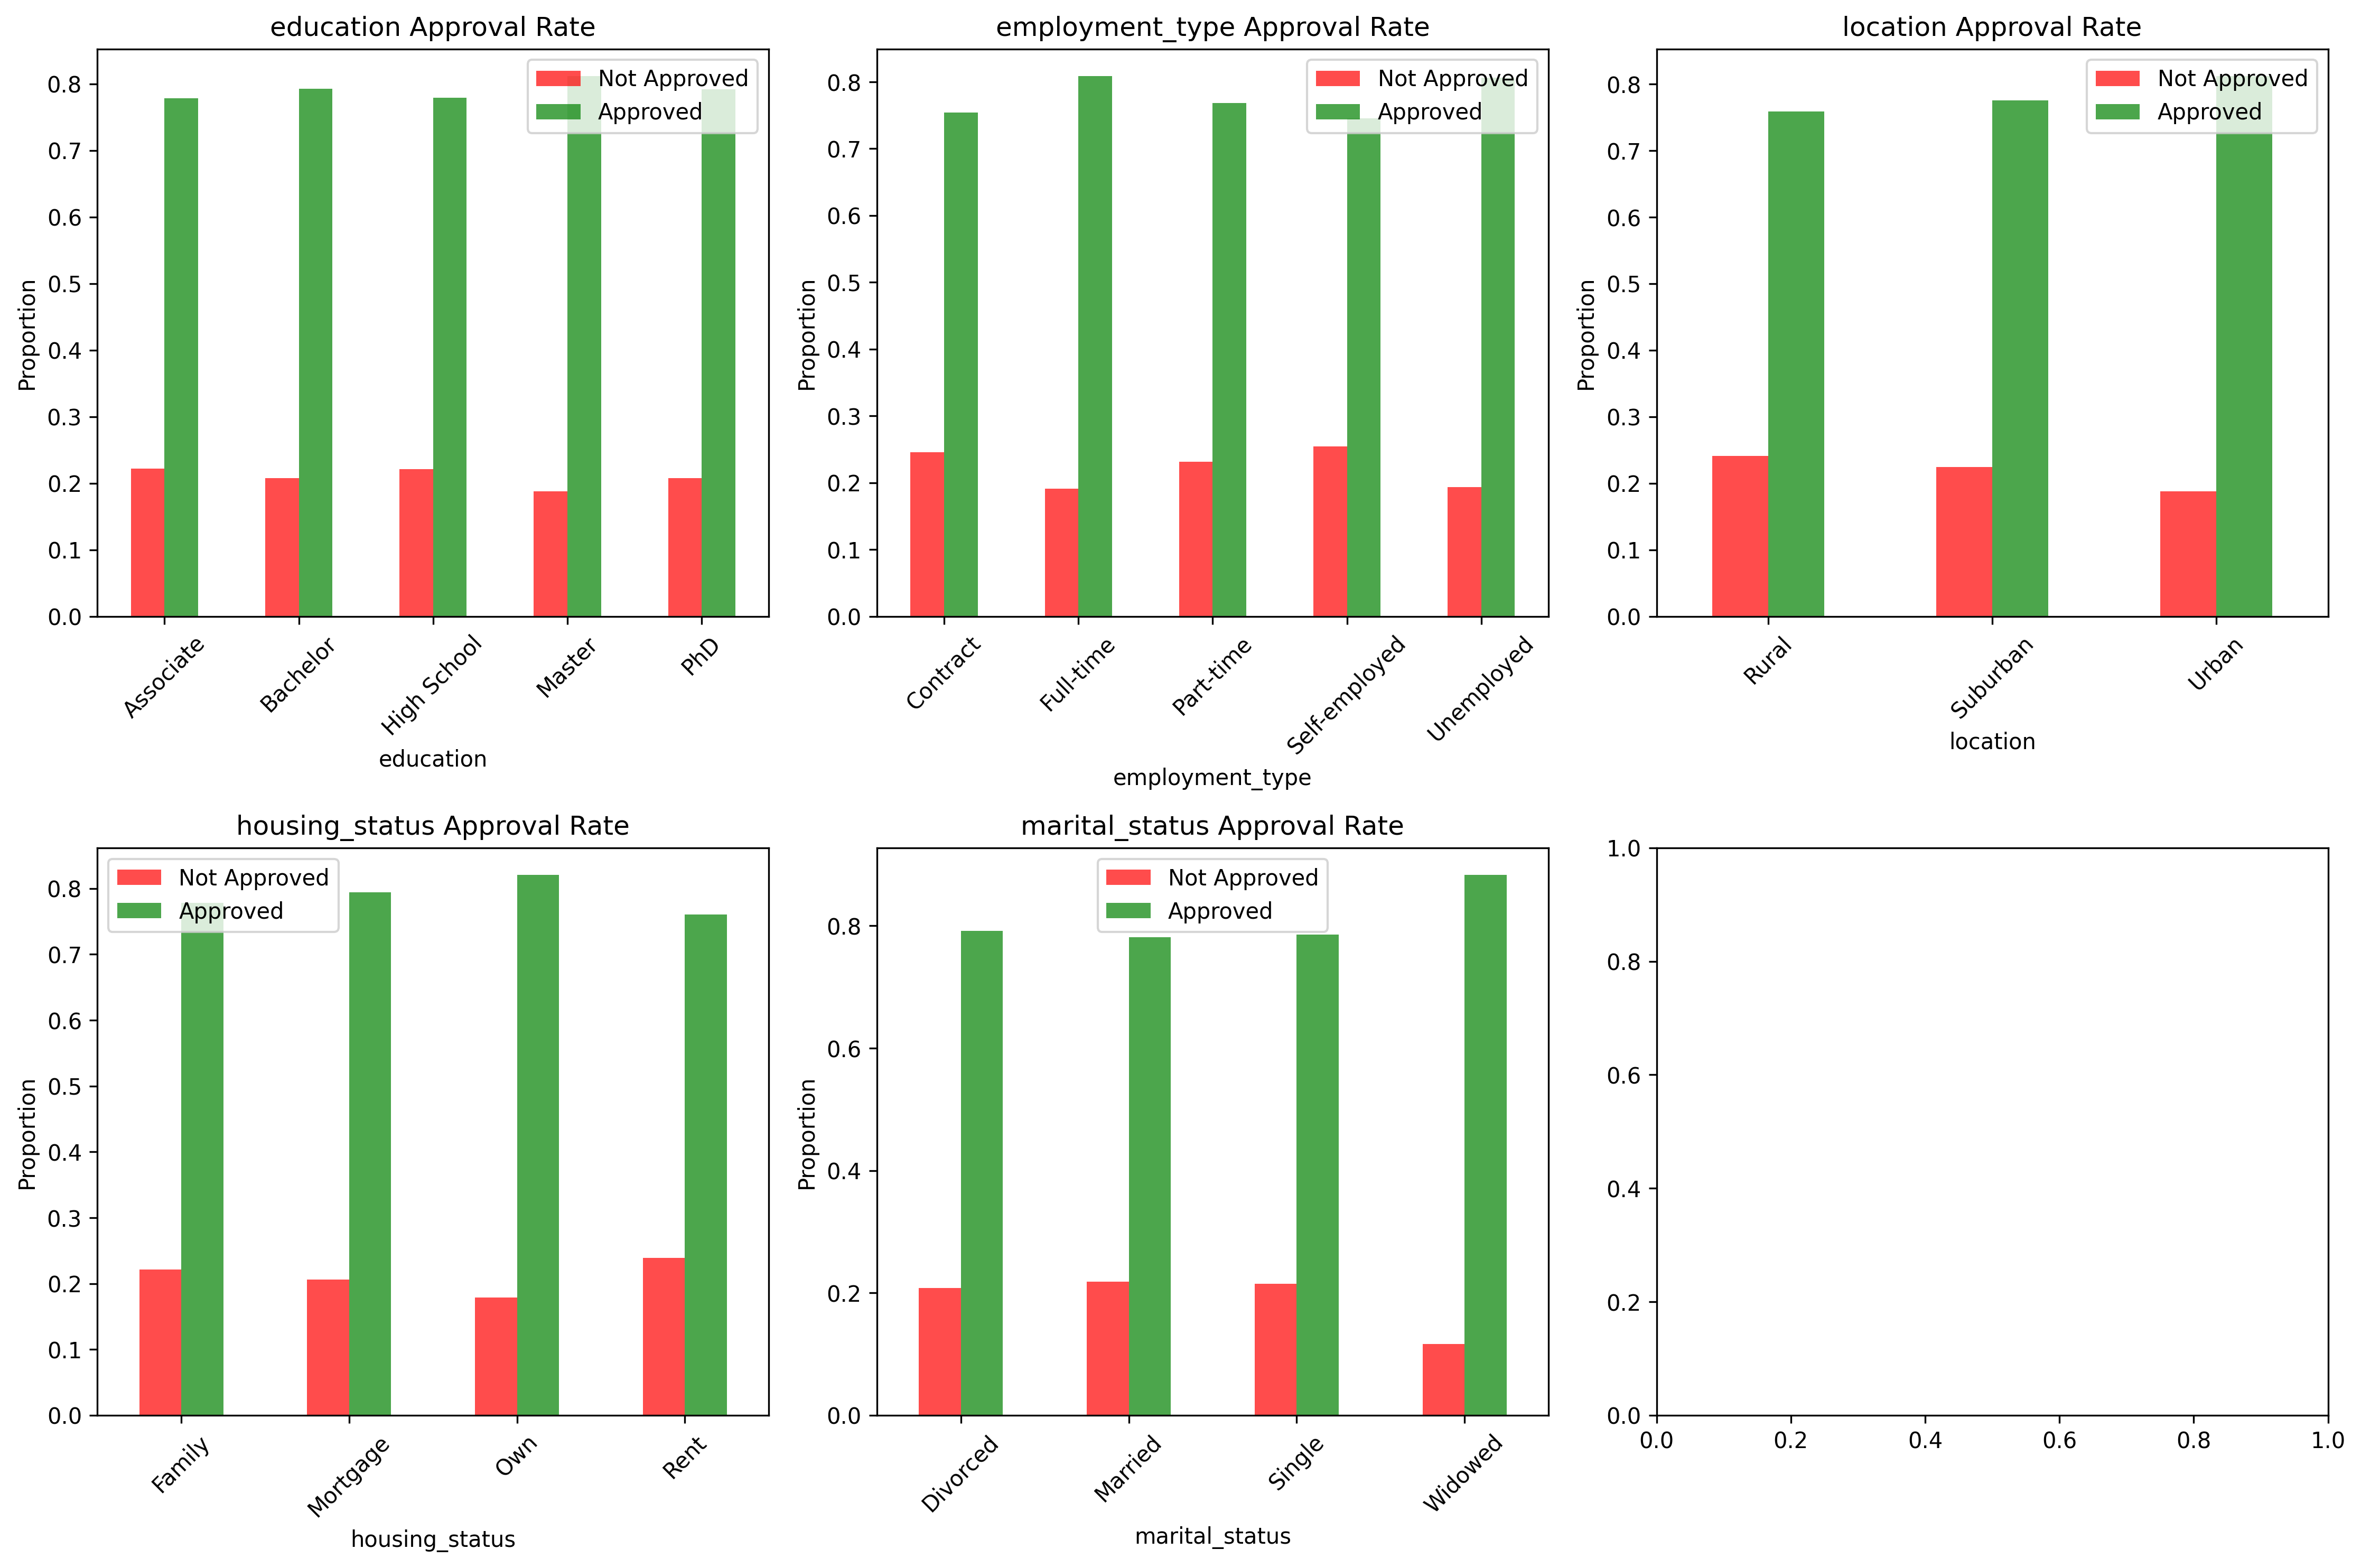 education Approval Rate
Not Approved
Approved
Proportion
0.8
0.7
0.6
0.5
0.4
0.3
0.2
0.1
0.0
Associate
Bachelor
High School
Master
PhD
education
employment_type Approval Rate
Not Approved
Approved
Proportion
0.8
0.7
0.6
0.5
0.4
0.3
0.2
0.1
0.0
Contract
Full-time
Part-time
Self-employed
Unemployed
employment_type
location Approval Rate
Not Approved
Approved
Proportion
0.8
0.7
0.6
0.5
0.4
0.3
0.2
0.1
0.0
Rural
Suburban
Urban
location
housing_status Approval Rate
Not Approved
Approved
Proportion
0.8
0.7
0.6
0.5
0.4
0.3
0.2
0.1
0.0
Family
Mortgage
Own
Rent
housing_status
marital_status Approval Rate
Not Approved
Approved
Proportion
0.8
0.6
0.4
0.2
0.0
Divorced
Married
Single
Widowed
marital_status
1.0
0.8
0.6
0.4
0.2
0.0
0.0 0.2 0.4 0.6 0.8 1.0